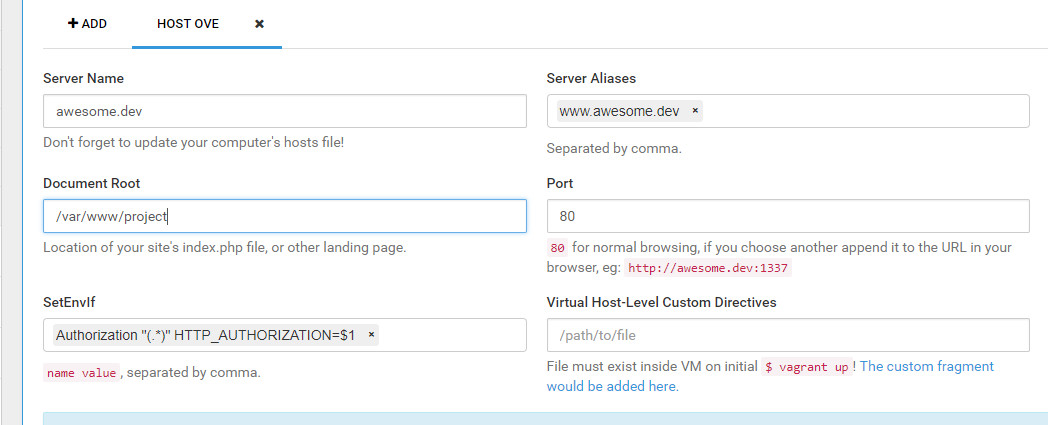 + ADD HOST OVE ×
Server Name
awesome.dev
Don't forget to update your computer's hosts file!
Server Aliases
www.awesome.dev ×
Separated by comma.
Document Root
/var/www/project
Location of your site's index.php file, or other landing page.
Port
80
80 for normal browsing, if you choose another append it to the URL in your
browser, eg: http://awesome.dev:1337
SetEnvIf
Authorization "(.*)" HTTP_AUTHORIZATION=$1 ×
name value, separated by comma.
Virtual Host-Level Custom Directives
/path/to/file
File must exist inside VM on initial $ vagrant up! The custom fragment
would be added here.